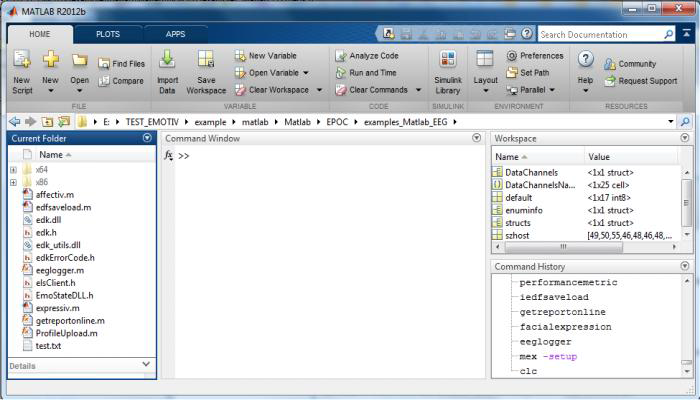 MATLAB R2012b
HOME PLOTS APPS Search Documentation
New Script New Open Find Files Compare Import Data Save Workspace New Variable Open Variable Clear Workspace Analyze Code Run and Time Clear Commands Simulink Library Layout Preferences Set Path Parallel Help Community Request Support
FILE VARIABLE CODE SIMULINK ENVIRONMENT RESOURCES
E: TEST_EMOTIV example matlab Matlab EPOC examples_Matlab_EEG
Current Folder
Name
x64
x86
affectiv.m
edfsaveload.m
edk.dll
edk.h
edk_utils.dll
edkErrorCode.h
eeglogger.m
elsClient.h
EmoStateDLL.h
expressiv.m
getreportonline.m
ProfileUpload.m
test.txt
Details
Command Window
fx >>
Workspace
Name Value
DataChannels <1x1 struct>
DataChannelsNa... <1x25 cell>
default <1x17 int8>
enuminfo <1x1 struct>
structs <1x1 struct>
szhost [49,50,55,46,48,46,48,...
Command History
performancemetric
iedfsaveload
getreportonline
facialexpression
eeglogger
mex -setup
clc